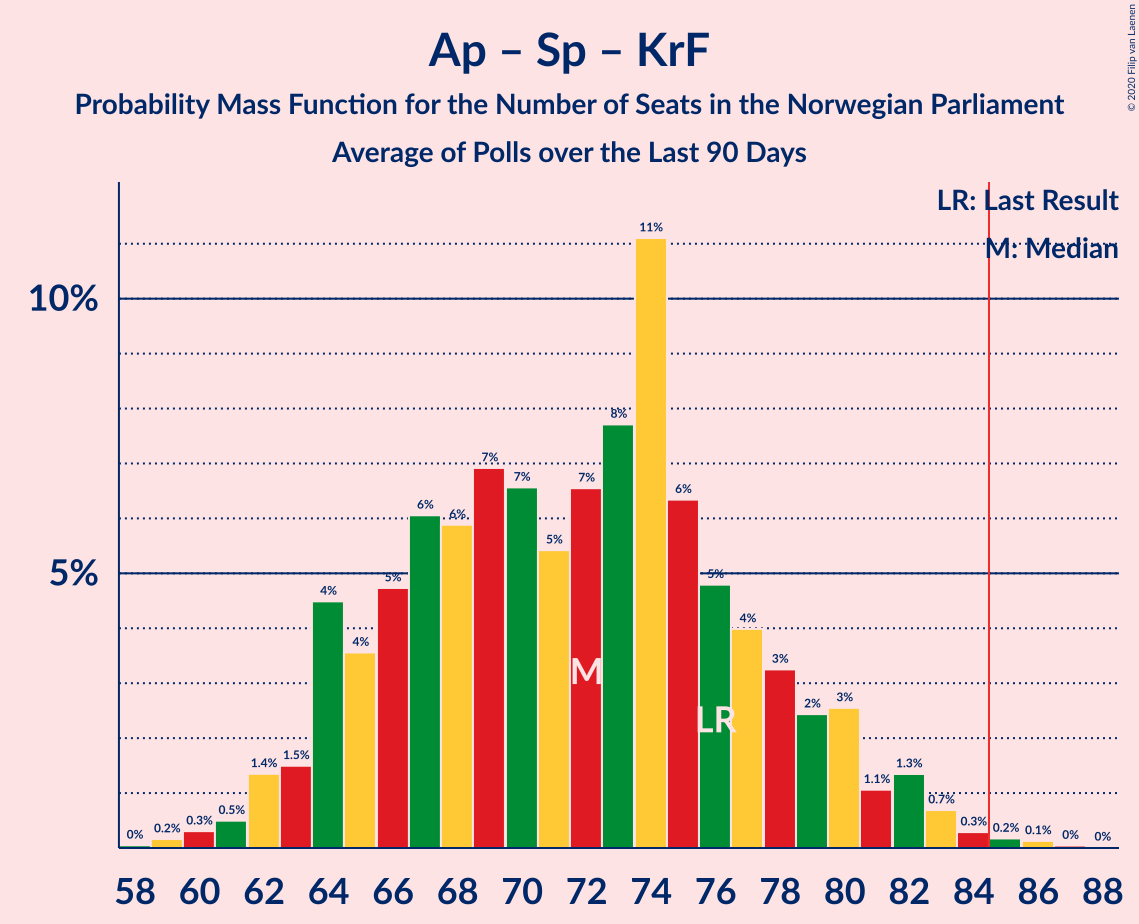 Ap – Sp – KrF
Probability Mass Function for the Number of Seats in the Norwegian Parliament
Average of Polls over the Last 90 Days
© 2020 Filip van Laenen
LR: Last Result
M: Median
10%
5%
0% 0.2% 0.3% 0.5% 1.4% 1.5% 4% 4% 5% 6% 6% 7% 7% 5% 7% 8% 11% 6% 5% 4% 3% 2% 3% 1.1% 1.3% 0.7% 0.3% 0.2% 0.1% 0% 0%
M
LR
58 60 62 64 66 68 70 72 74 76 78 80 82 84 86 88